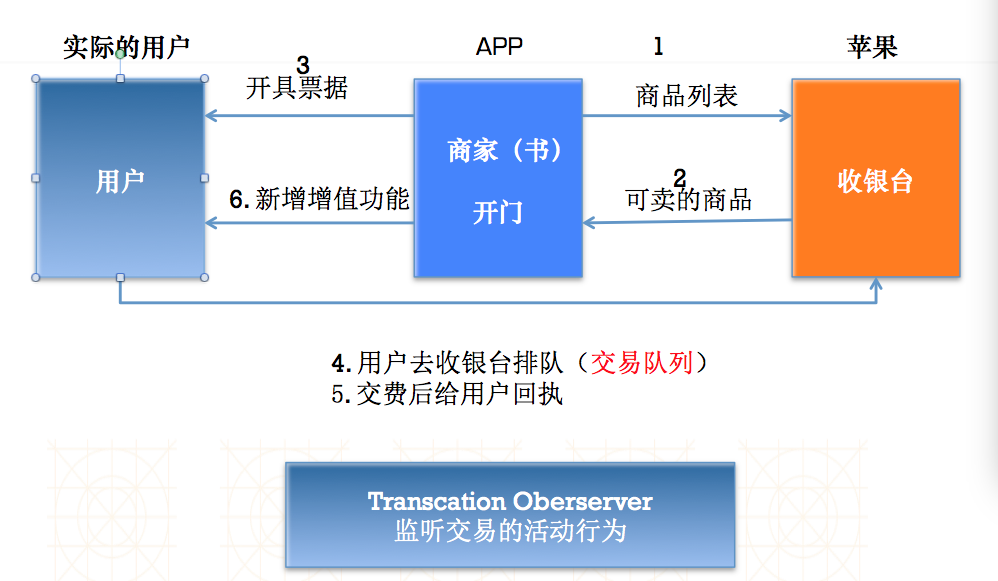 实际的用户
APP
1
苹果
3
开具票据
商品列表
商家（书）
用户
2
收银台
6. 新增增值功能
可卖的商品
开门
4. 用户去收银台排队（交易队列）
5. 交费后给用户回执
Transcation Oberserver
监听交易的活动行为